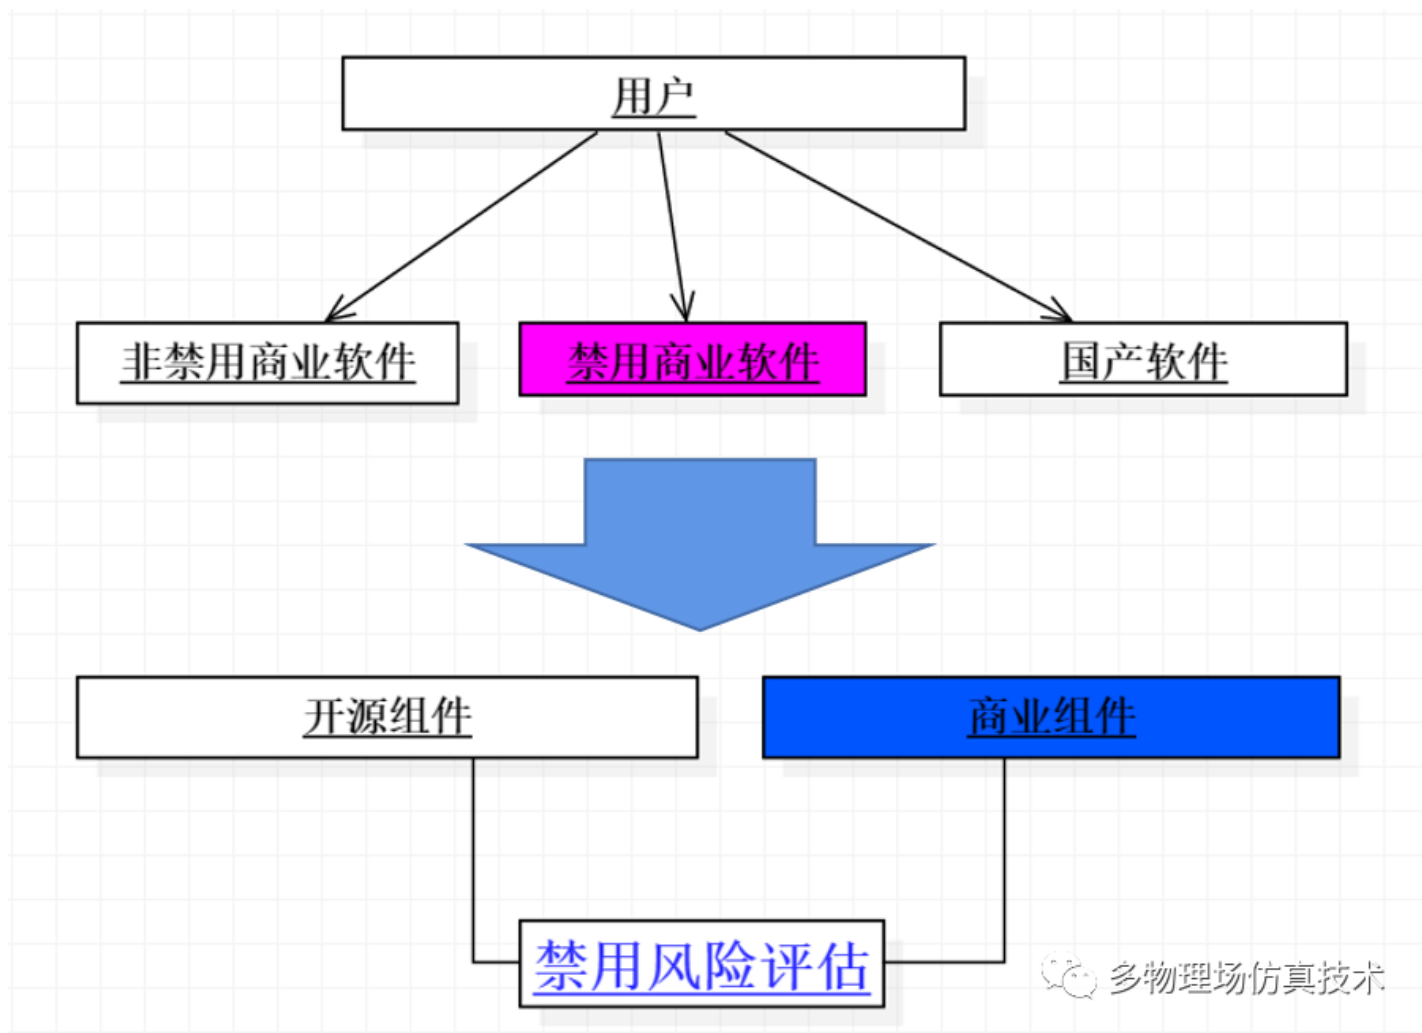 用户
非禁用商业软件
禁用商业软件
国产软件
开源组件
商业组件
禁用风险评估
多物理场仿真技术